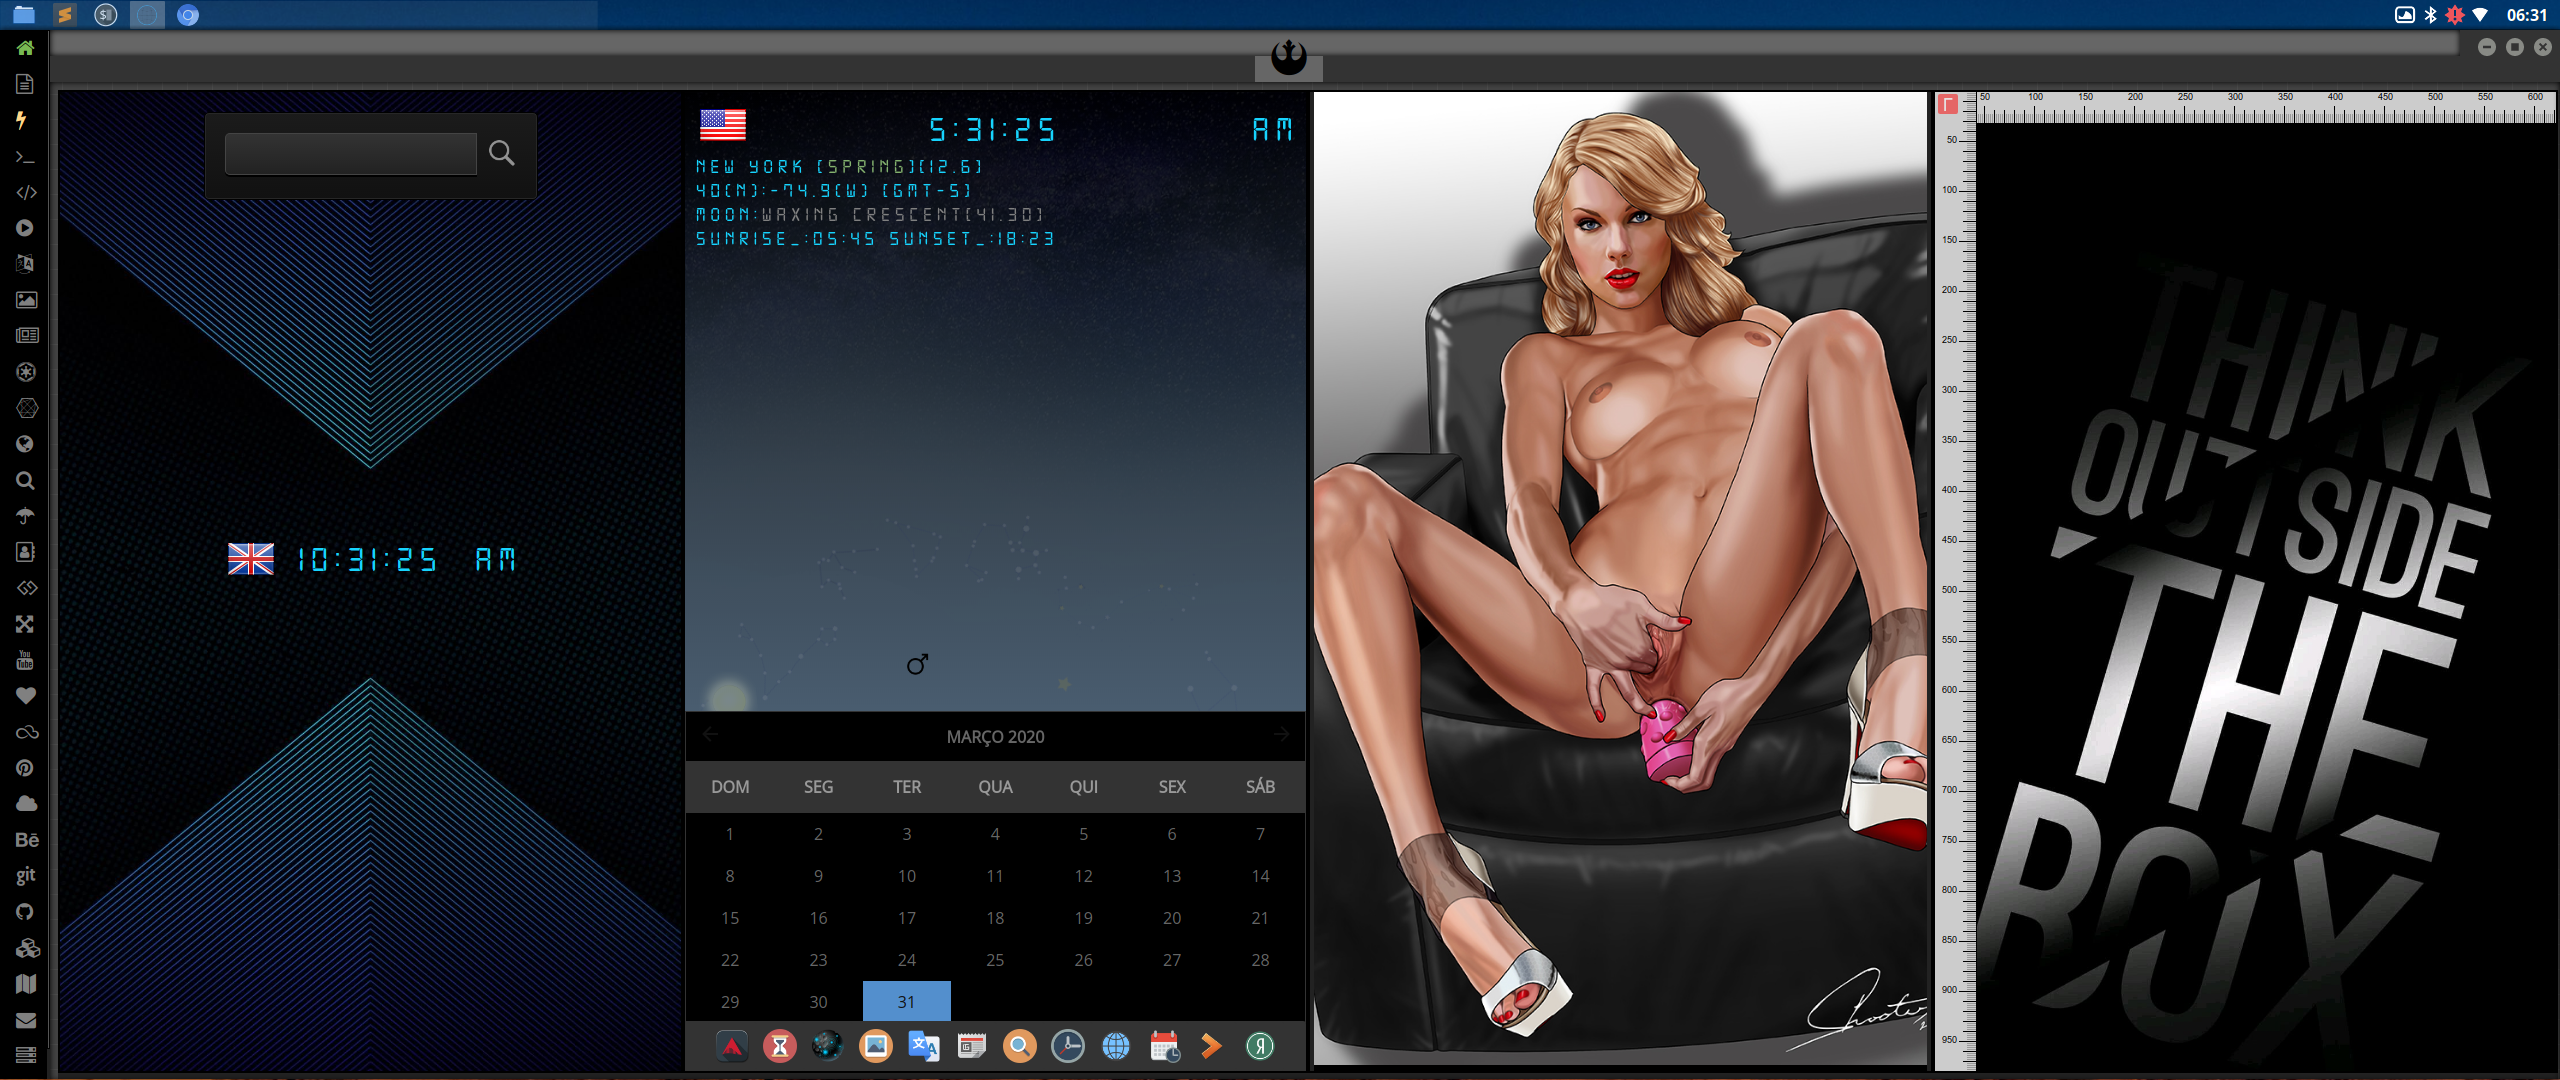 06:31
You
Tube
Bē
git
10:31:25 AM
5:31:25 AM
NEW YORK [SPRING][12.6]
40(N):-74.9(W) [GMT-5]
MOON:WAXING CRESCENT[41.30]
SUNRISE_:05:45 SUNSET_:18:23
MARÇO 2020
DOM SEG TER QUA QUI SEX SÁB
1 2 3 4 5 6 7
8 9 10 11 12 13 14
15 16 17 18 19 20 21
22 23 24 25 26 27 28
29 30 31
50 100 150 200 250 300 350 400 450 500 550 600
50
100
150
200
250
300
350
400
450
500
550
600
650
700
750
800
850
900
950
THINK
OUTSIDE
THE
BOX